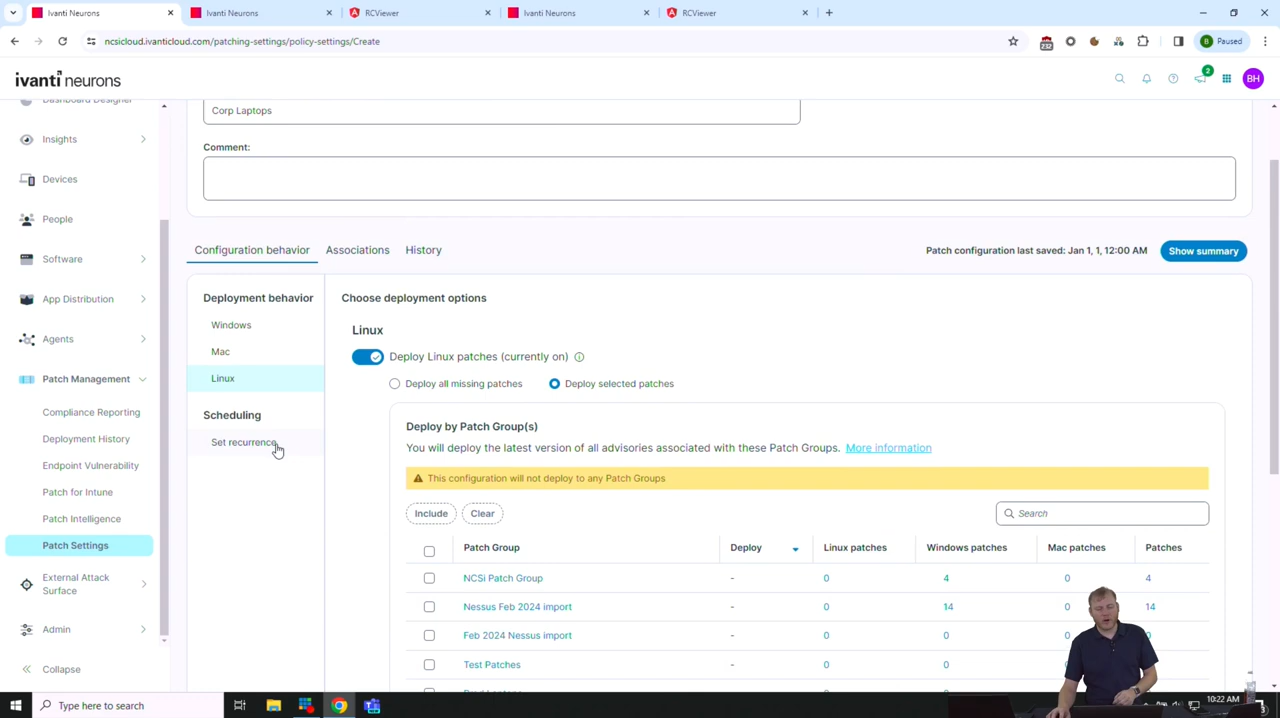 Ivanti Neurons
Ivanti Neurons
RCViewer
Ivanti Neurons
RCViewer
ncsicloud.ivanticloud.com/patching-settings/policy-settings/Create
232
B
Paused
ivanti neurons
2
BH
Dashboard Designer
Insights
Devices
People
Software
App Distribution
Agents
Patch Management
Compliance Reporting
Deployment History
Endpoint Vulnerability
Patch for Intune
Patch Intelligence
Patch Settings
External Attack
Surface
Admin
Collapse
Corp Laptops
Comment:
Configuration behavior
Associations
History
Patch configuration last saved: Jan 1, 1, 12:00 AM
Show summary
Deployment behavior
Windows
Mac
Linux
Scheduling
Set recurrence
Choose deployment options
Linux
Deploy Linux patches (currently on)
Deploy all missing patches
Deploy selected patches
Deploy by Patch Group(s)
You will deploy the latest version of all advisories associated with these Patch Groups. More information
This configuration will not deploy to any Patch Groups
Include
Clear
Search
Patch Group Deploy Linux patches Windows patches Mac patches Patches
NCSi Patch Group - 0 4 0 4
Nessus Feb 2024 import - 0 14 0 14
Feb 2024 Nessus import - 0 0 0 0
Test Patches - 0 0
Type here to search
10:22 AM